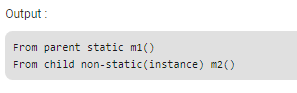 Output :
From parent static m1()
From child non-static(instance) m2()